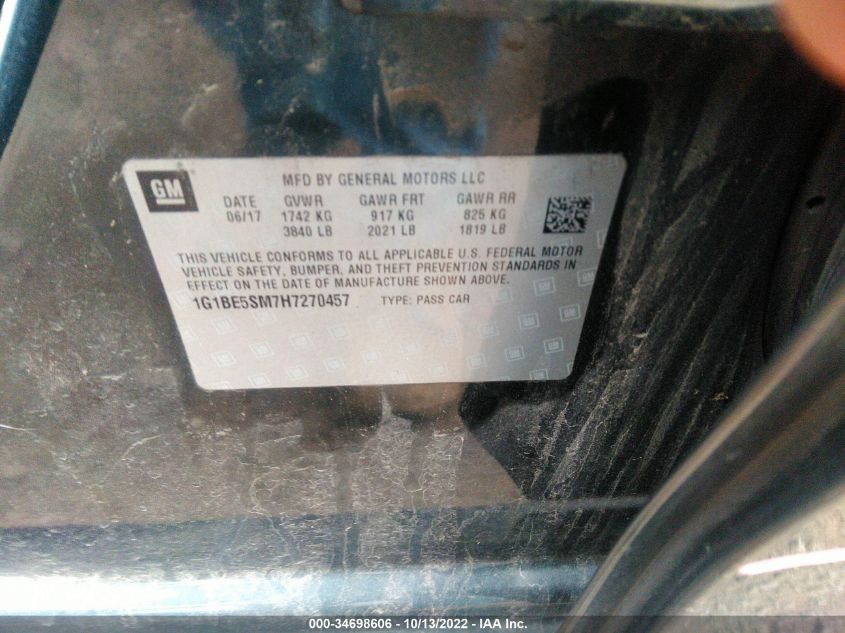 GM
MFD BY GENERAL MOTORS LLC
DATE GVWR GAWR FRT GAWR RR
06/17 1742 KG 917 KG 825 KG
3840 LB 2021 LB 1819 LB
THIS VEHICLE CONFORMS TO ALL APPLICABLE U.S. FEDERAL MOTOR
VEHICLE SAFETY, BUMPER, AND THEFT PREVENTION STANDARDS IN
EFFECT ON THE DATE OF MANUFACTURE SHOWN ABOVE.
1G1BE5SM7H7270457 TYPE: PASS CAR
000-34698606 - 10/13/2022 - IAA Inc.